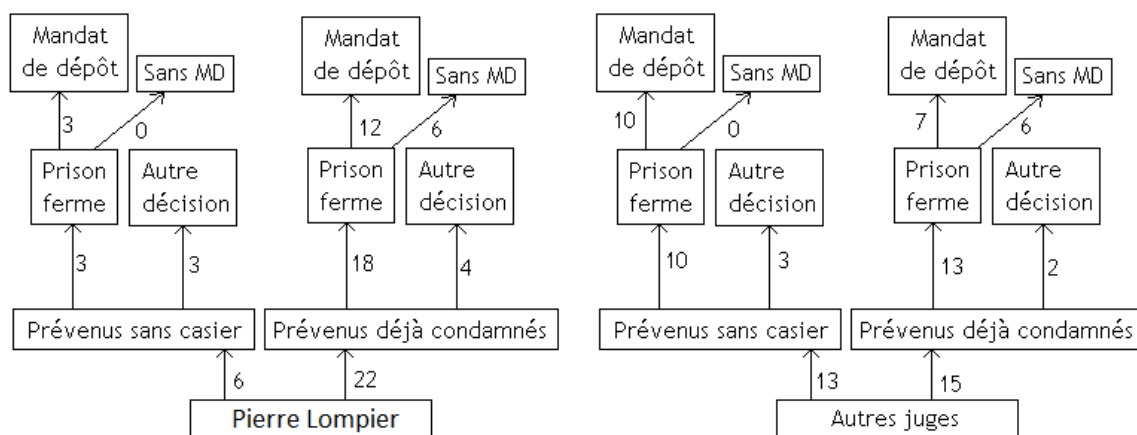 Mandat
de dépôt
Sans MD
Mandat
de dépôt
Sans MD
Mandat
de dépôt
Sans MD
Mandat
de dépôt
Sans MD
3
0
12
6
10
0
7
6
Prison
ferme
Autre
décision
Prison
ferme
Autre
décision
Prison
ferme
Autre
décision
Prison
ferme
Autre
décision
3
3
18
4
10
3
13
2
Prévenus sans casier
Prévenus déjà condamnés
Prévenus sans casier
Prévenus déjà condamnés
6
22
13
15
Pierre Lompier
Autres juges